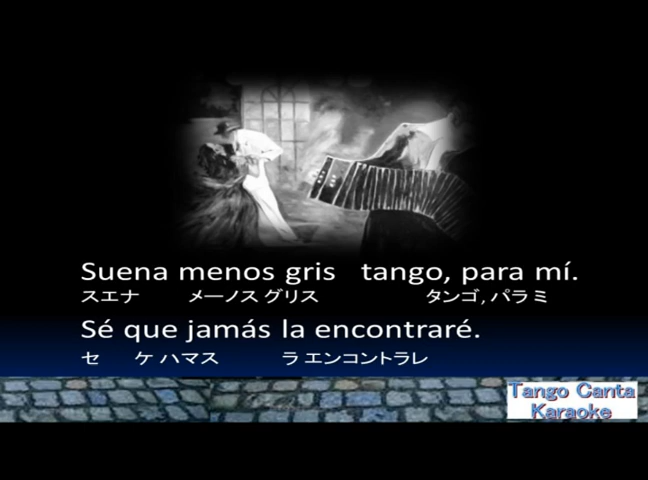 Suena menos gris tango, para mí.
スエナ メーノス グリス タンゴ, パラ ミ
Sé que jamás la encontraré.
セ ケ ハマス ラ エンコントラレ
Tango Canta
Karaoke